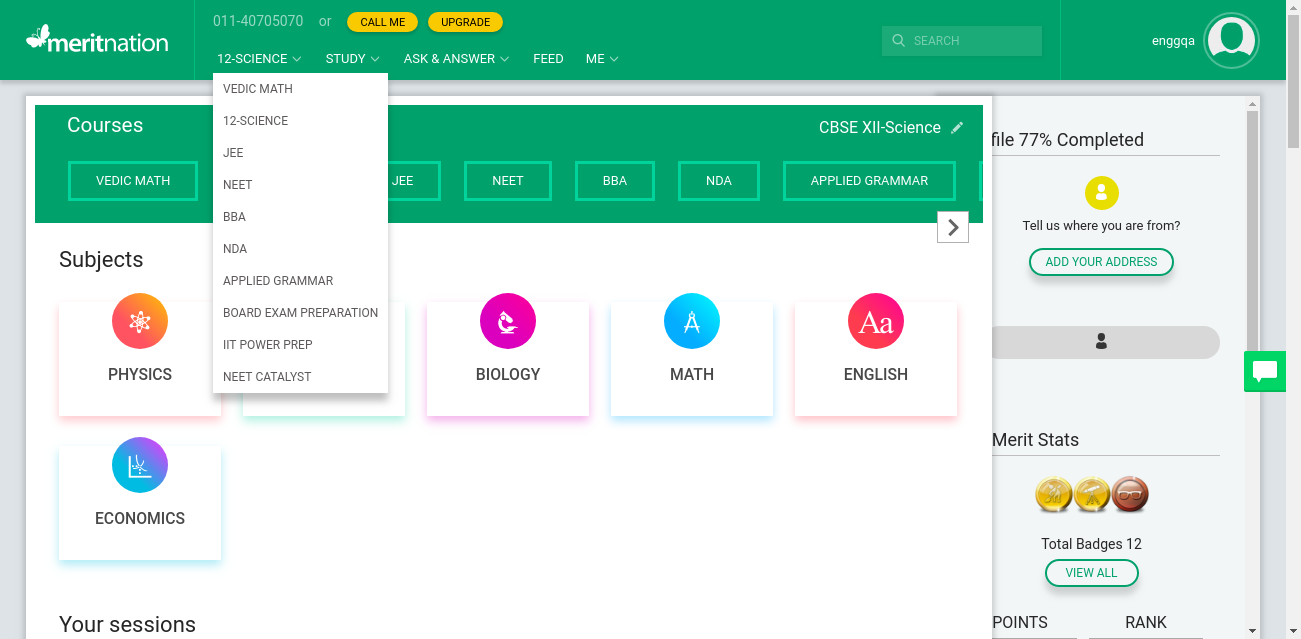 meritnation
011-40705070 or CALL ME UPGRADE
12-SCIENCE STUDY ASK & ANSWER FEED ME
SEARCH
enggqa
VEDIC MATH
12-SCIENCE
JEE
NEET
BBA
NDA
APPLIED GRAMMAR
BOARD EXAM PREPARATION
IIT POWER PREP
NEET CATALYST
Courses
CBSE XII-Science
VEDIC MATH JEE NEET BBA NDA APPLIED GRAMMAR
Subjects
PHYSICS BIOLOGY MATH Aa ENGLISH
ECONOMICS
Your sessions
file 77% Completed
Tell us where you are from?
ADD YOUR ADDRESS
Merit Stats
Total Badges 12
VIEW ALL
POINTS RANK